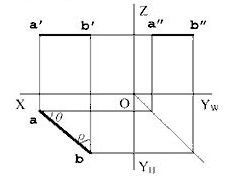 Z
a' b' a" b"
X O Y_W
a θ
β
b
Y_H